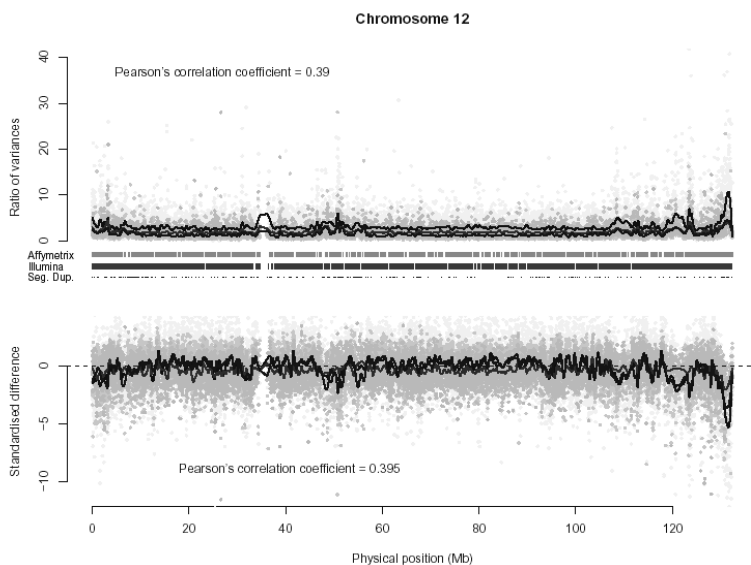 Chromosome 12
Pearson's correlation coefficient = 0.39
Ratio of variances
40
30
20
10
0
Affymetrix
Illumina
Seg. Dup.
Standardised difference
0
−5
−10
Pearson's correlation coefficient = 0.395
0 20 40 60 80 100 120
Physical position (Mb)